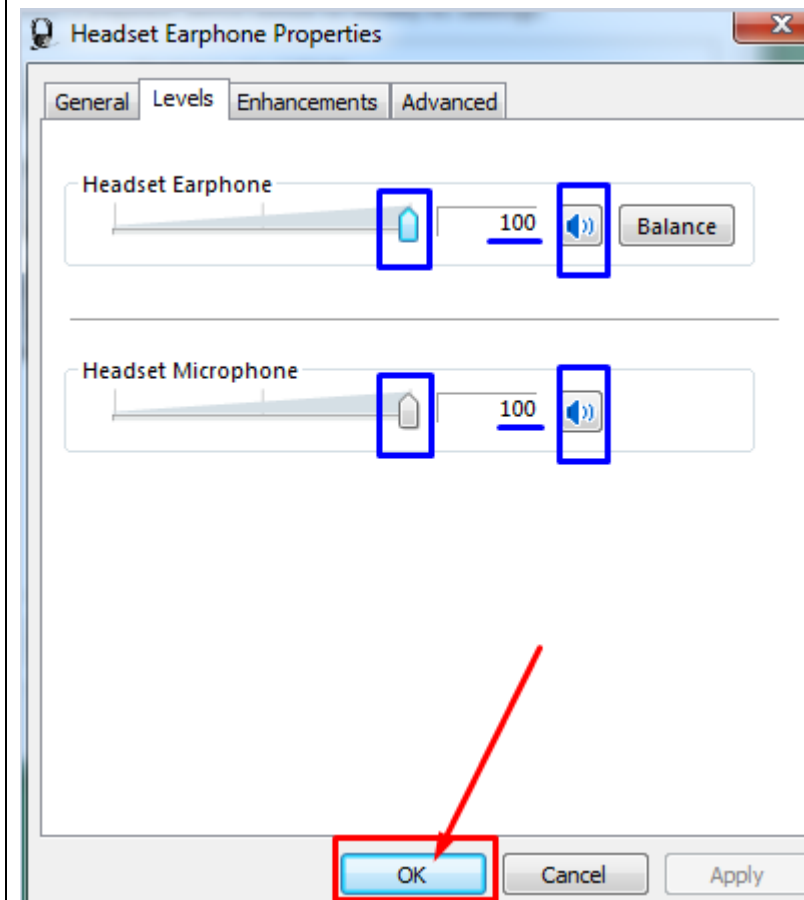 Headset Earphone Properties
General Levels Enhancements Advanced
Headset Earphone
100 Balance
Headset Microphone
100
OK Cancel Apply